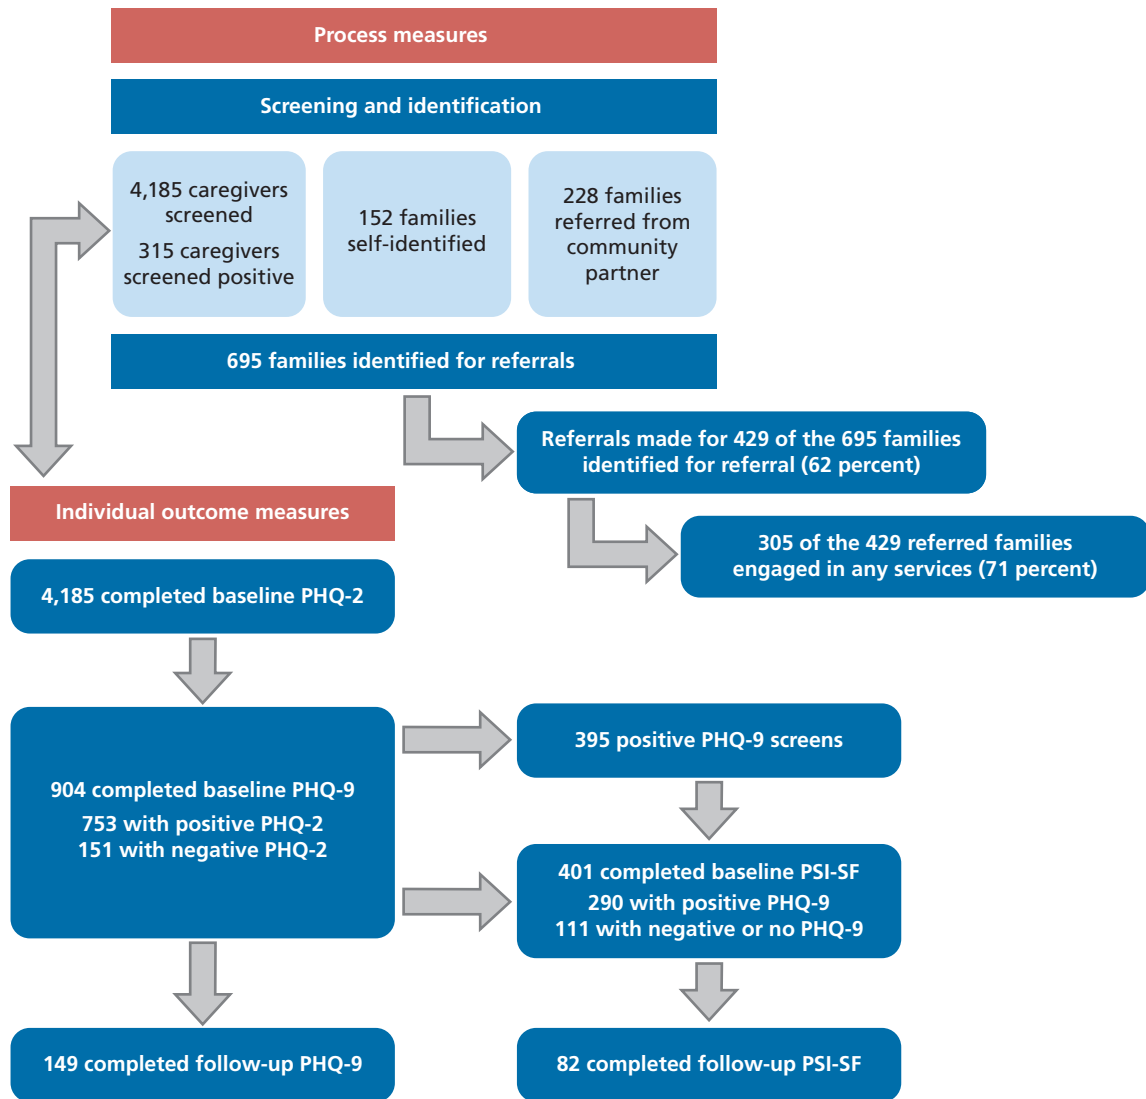 Process measures
Screening and identification
4,185 caregivers
screened
315 caregivers
screened positive
152 families
self-identified
228 families
referred from
community
partner
695 families identified for referrals
Referrals made for 429 of the 695 families
identified for referral (62 percent)
305 of the 429 referred families
engaged in any services (71 percent)
Individual outcome measures
4,185 completed baseline PHQ-2
904 completed baseline PHQ-9
753 with positive PHQ-2
151 with negative PHQ-2
395 positive PHQ-9 screens
401 completed baseline PSI-SF
290 with positive PHQ-9
111 with negative or no PHQ-9
149 completed follow-up PHQ-9
82 completed follow-up PSI-SF